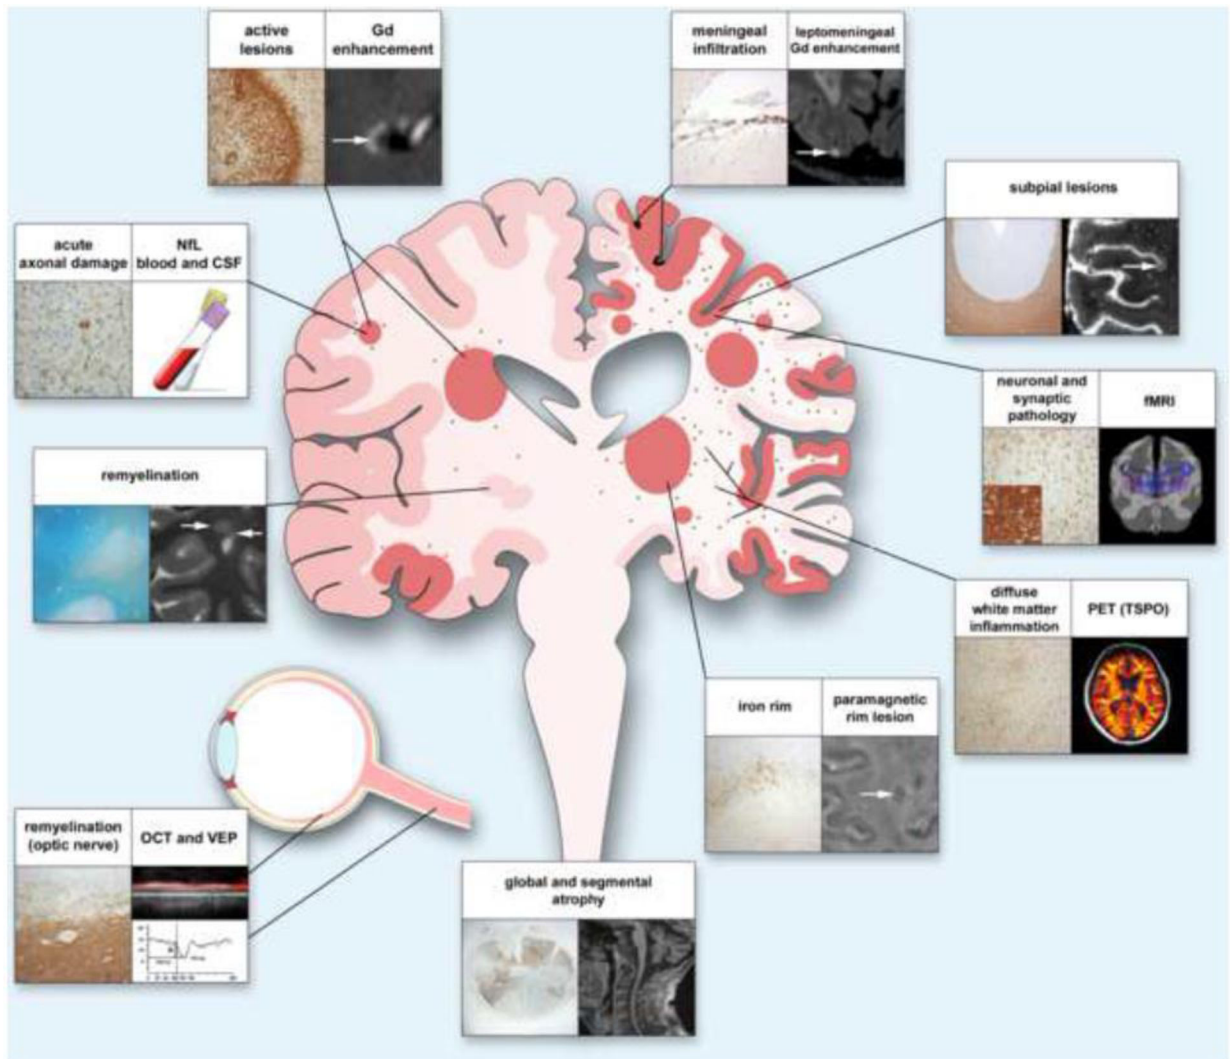 active
lesions
Gd
enhancement
meningeal
infiltration
leptomeningeal
Gd enhancement
subpial lesions
acute
axonal damage
NfL
blood and CSF
neuronal and
synaptic
pathology
fMRI
remyelination
diffuse
white matter
inflammation
PET (TSPO)
iron rim
paramagnetic
rim lesion
remyelination
(optic nerve)
OCT and VEP
global and segmental
atrophy